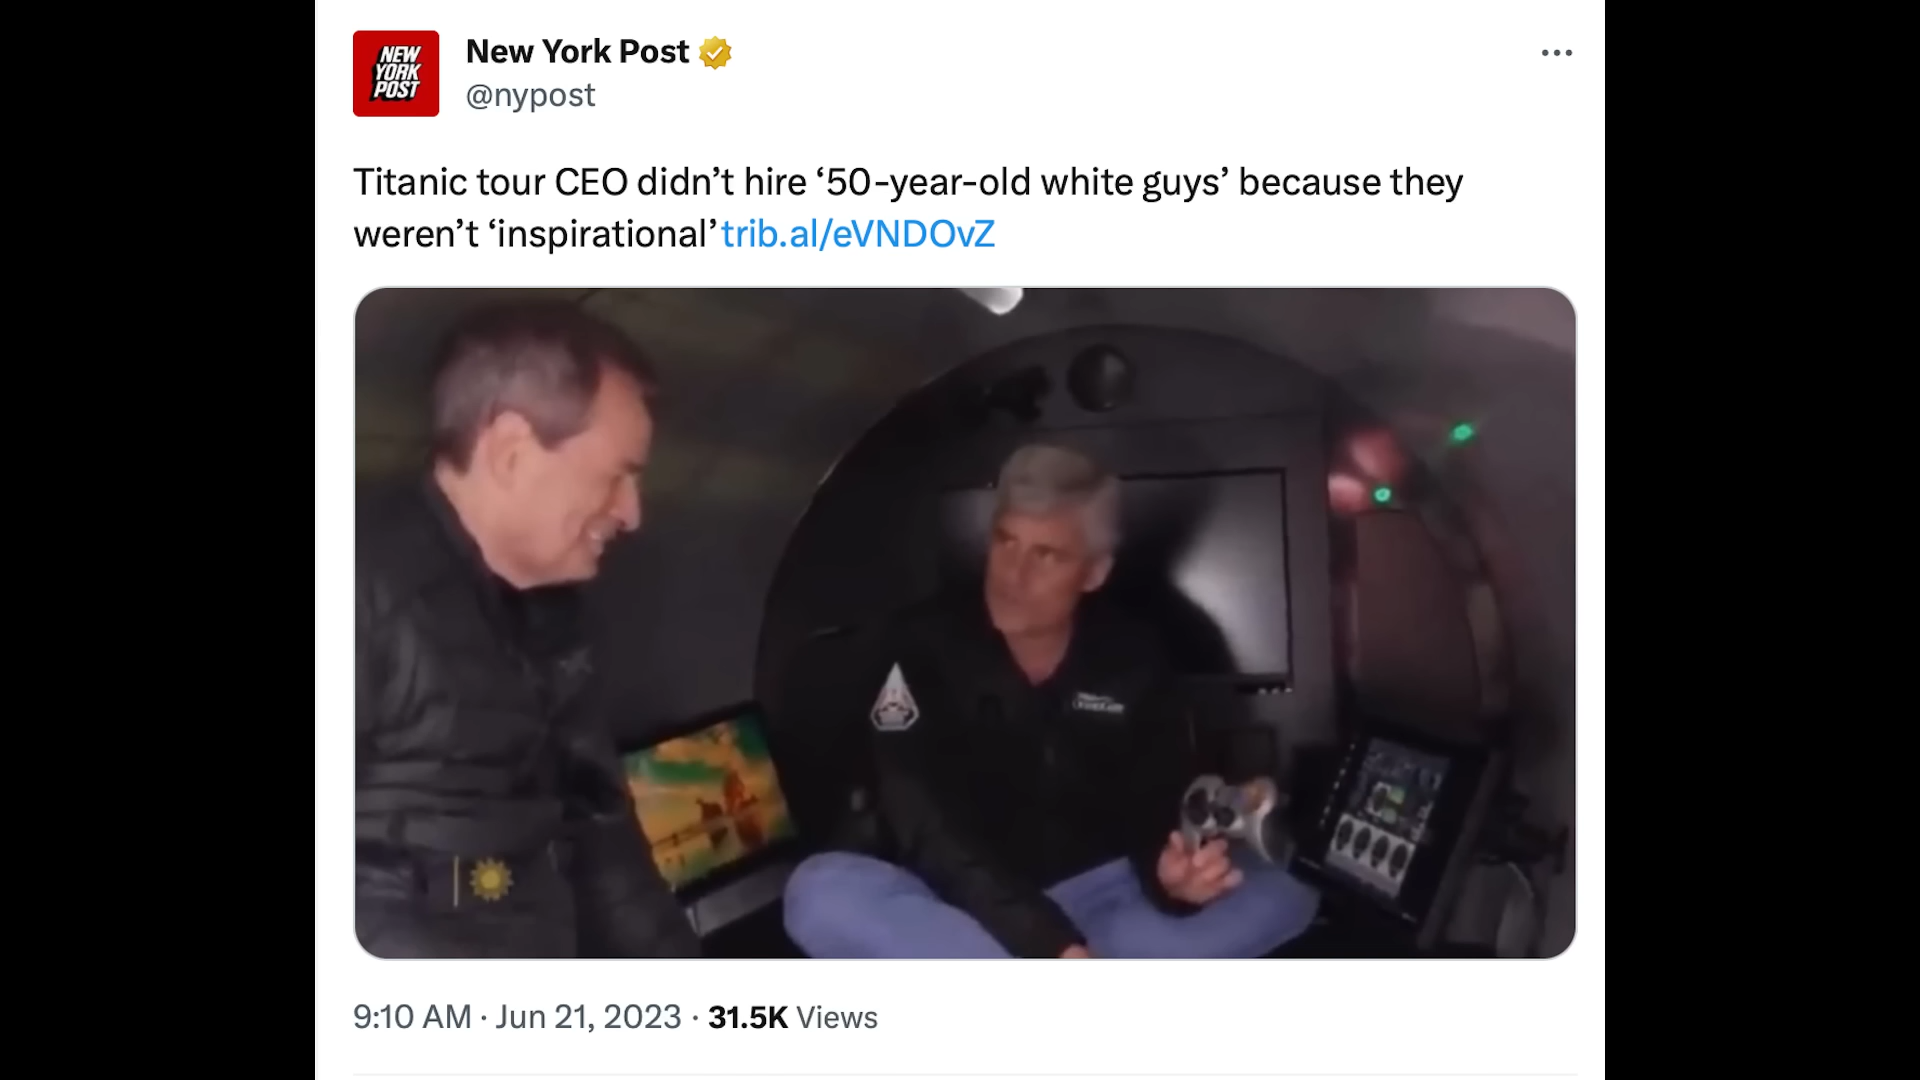 NEW
YORK
POST
New York Post
@nypost
Titanic tour CEO didn’t hire ‘50-year-old white guys’ because they
weren’t ‘inspirational’ trib.al/eVNDOvZ
9:10 AM · Jun 21, 2023 · 31.5K Views